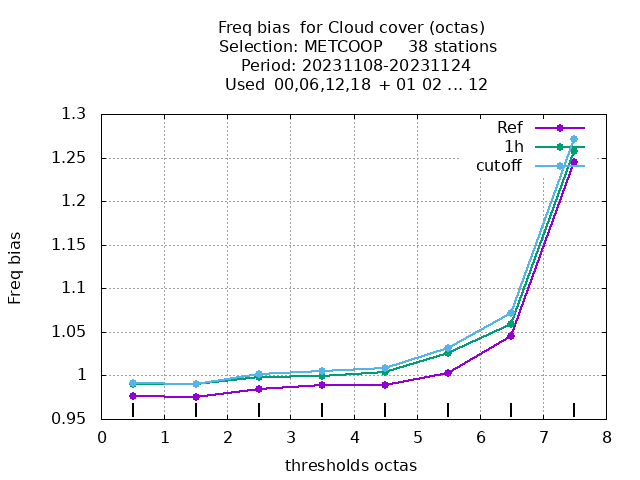 Freq bias  for Cloud cover (octas)
Selection: METCOOP     38 stations
Period: 20231108-20231124
Used  00,06,12,18  + 01 02 ... 12
1.3
1.25
1.2
1.15
1.1
1.05
1
0.95
Freq bias
Ref
1h
cutoff
0 1 2 3 4 5 6 7 8
thresholds octas